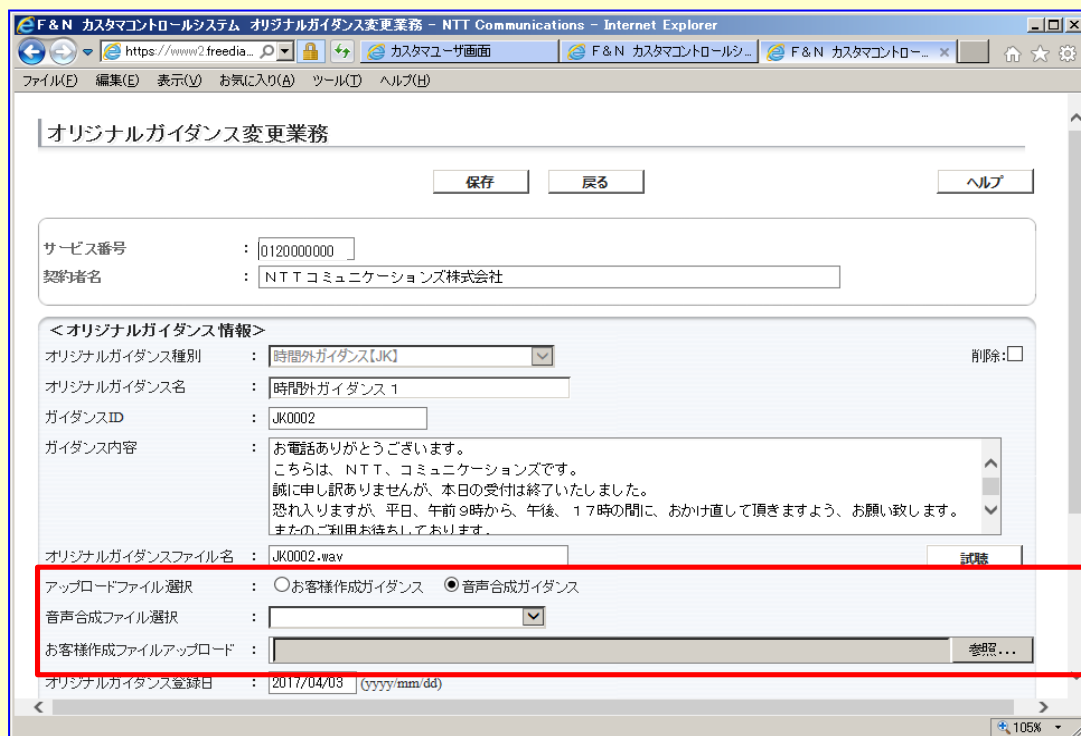 F&N カスタマコントロールシステム オリジナルガイダンス変更業務 - NTT Communications - Internet Explorer
https://www2.freedia... カスタマユーザ画面 F&N カスタマコントロールシ... F&N カスタマコントロー... ×
ファイル(F) 編集(E) 表示(V) お気に入り(A) ツール(T) ヘルプ(H)
オリジナルガイダンス変更業務
保存 戻る ヘルプ
サービス番号 : 0120000000
契約者名 : NTTコミュニケーションズ株式会社
<オリジナルガイダンス情報>
オリジナルガイダンス種別 : 時間外ガイダンス【JK】 削除:
オリジナルガイダンス名 : 時間外ガイダンス1
ガイダンスID : JK0002
ガイダンス内容 : お電話ありがとうございます。
こちらは、NTT、コミュニケーションズです。
誠に申し訳ありませんが、本日の受付は終了いたしました。
恐れ入りますが、平日、午前9時から、午後、17時の間に、おかけ直して頂きますよう、お願い致します。
またのご利用お待ちしております。
オリジナルガイダンスファイル名 : JK0002.wav 試聴
アップロードファイル選択 : お客様作成ガイダンス 音声合成ガイダンス
音声合成ファイル選択 :
お客様作成ファイルアップロード : 参照...
オリジナルガイダンス登録日 : 2017/04/03 (yyyy/mm/dd)
105%